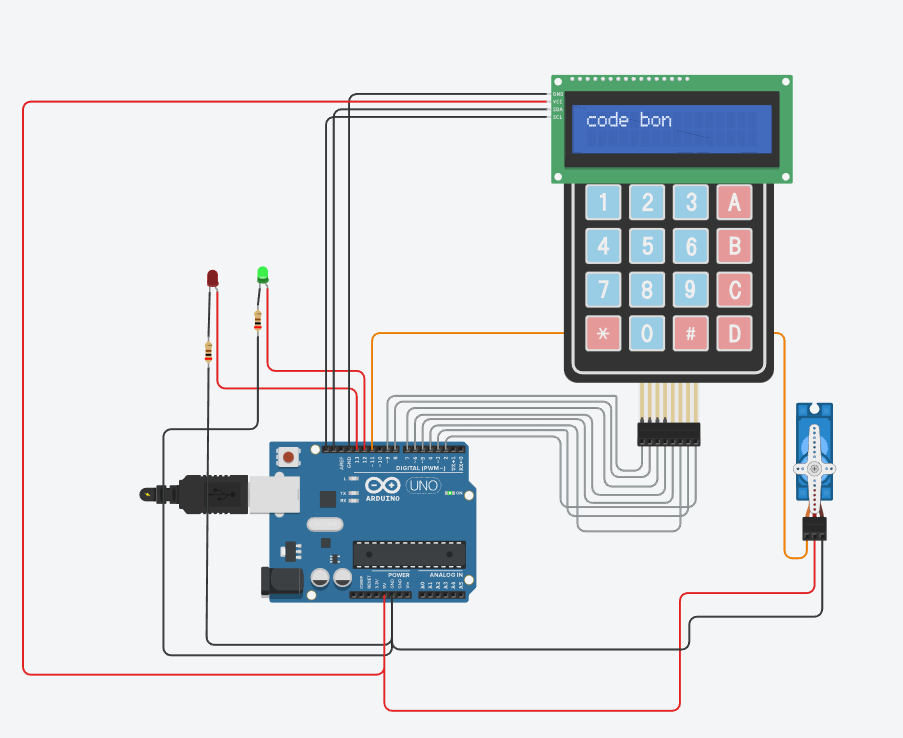 GND
VCC
SDA
SCL
code bon
1 2 3 A
4 5 6 B
7 8 9 C
* 0 # D
AREF
GND
13
12
~11
~10
~9
8
7
~6
~5
4
~3
2
TX→1
RX←0
DIGITAL (PWM~)
L
TX
RX
ARDUINO
UNO
ON
POWER
ANALOG IN
RESET
3.3V
5V
GND
GND
Vin
A0
A1
A2
A3
A4
A5